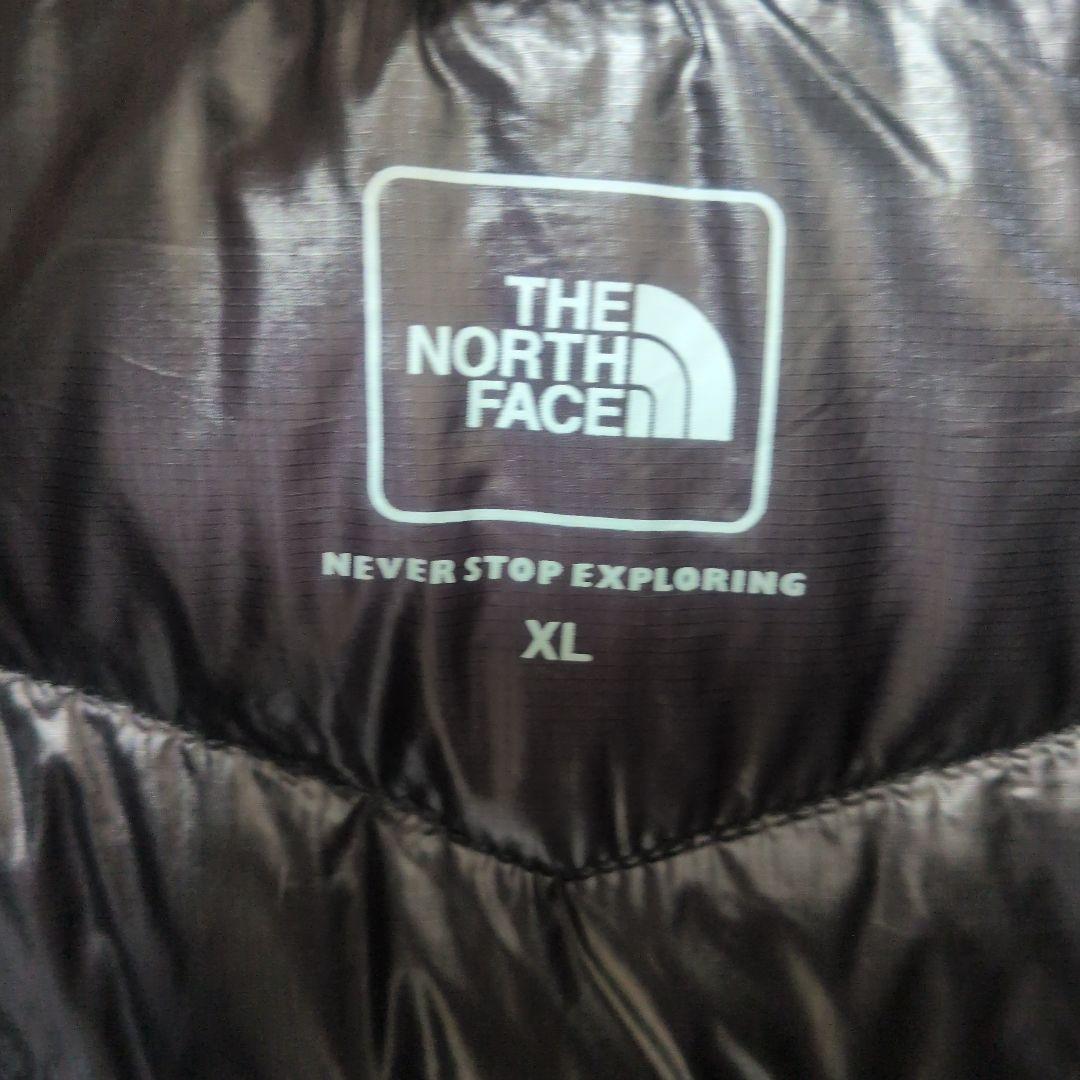 THE
NORTH
FACE
NEVER STOP EXPLORING
XL